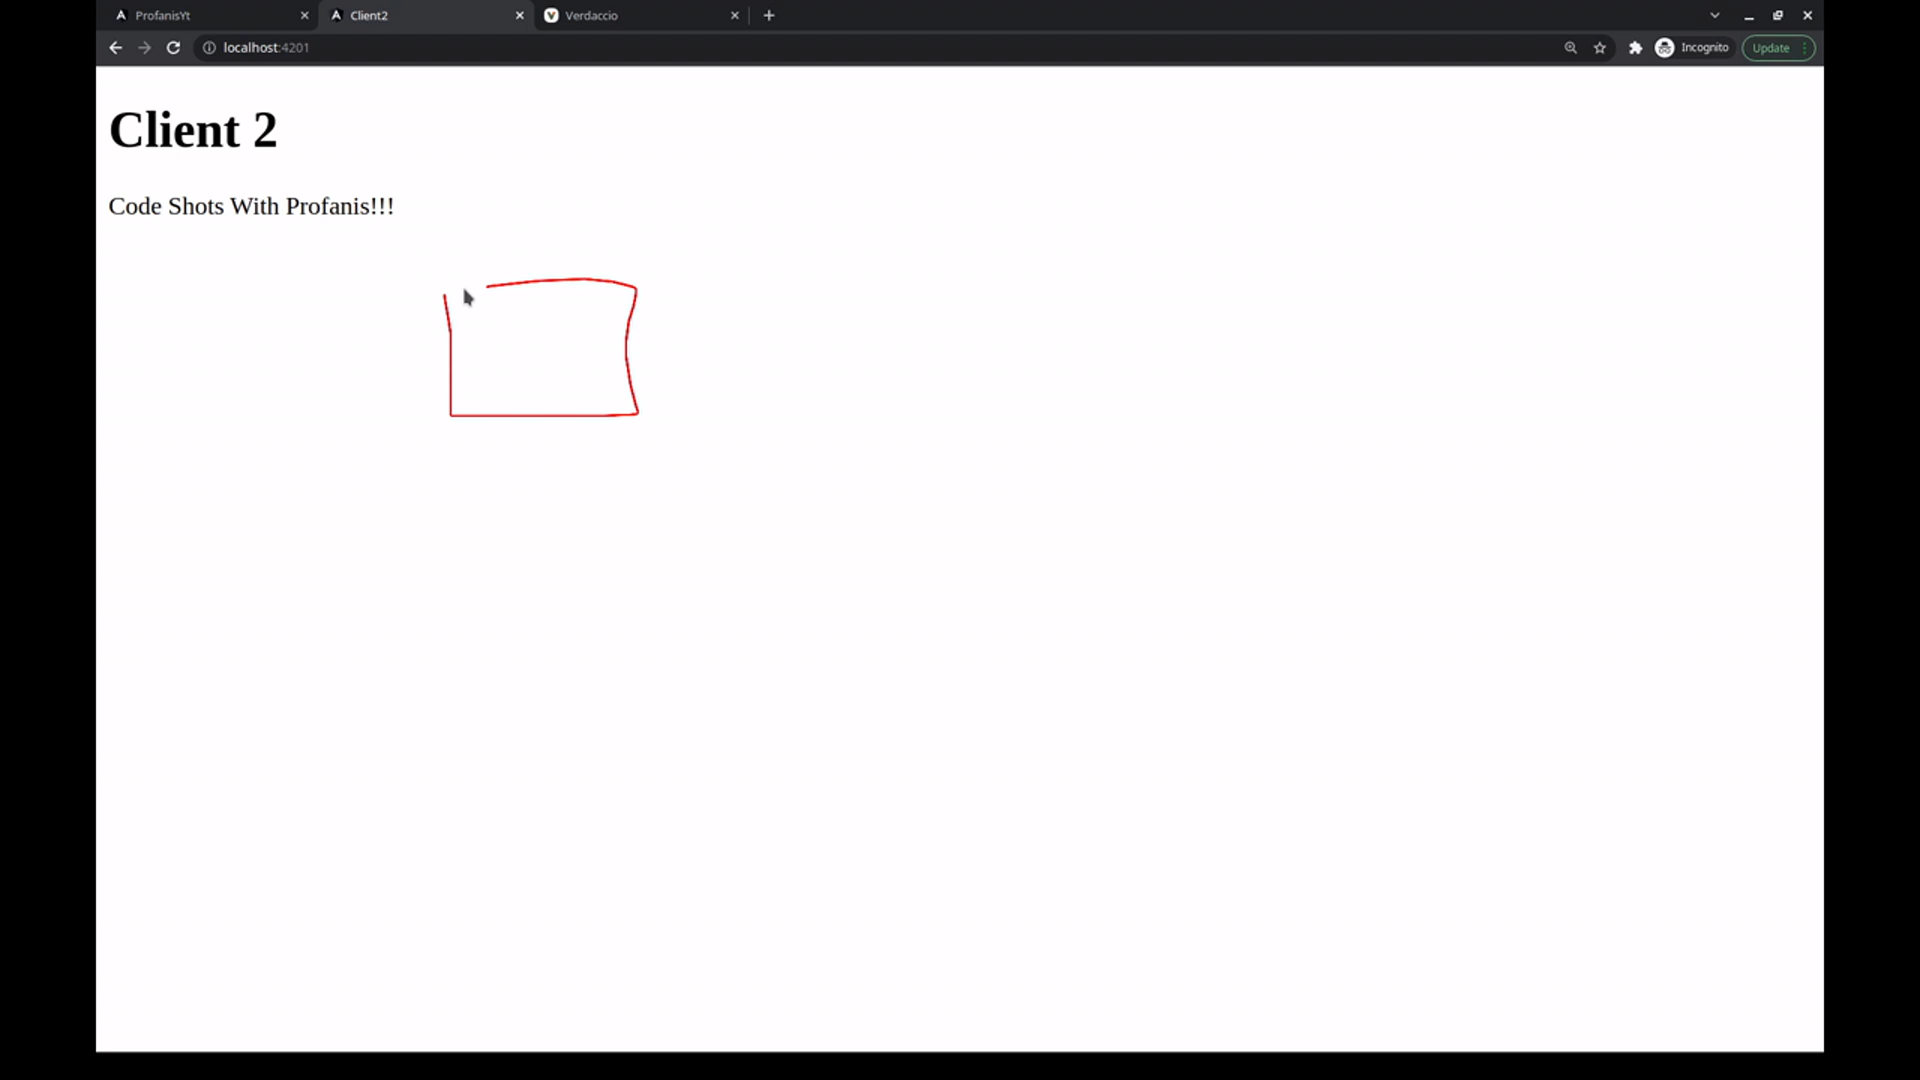 ProfanisYt
Client2
Verdaccio
localhost:4201
Incognito
Update
Client 2
Code Shots With Profanis!!!